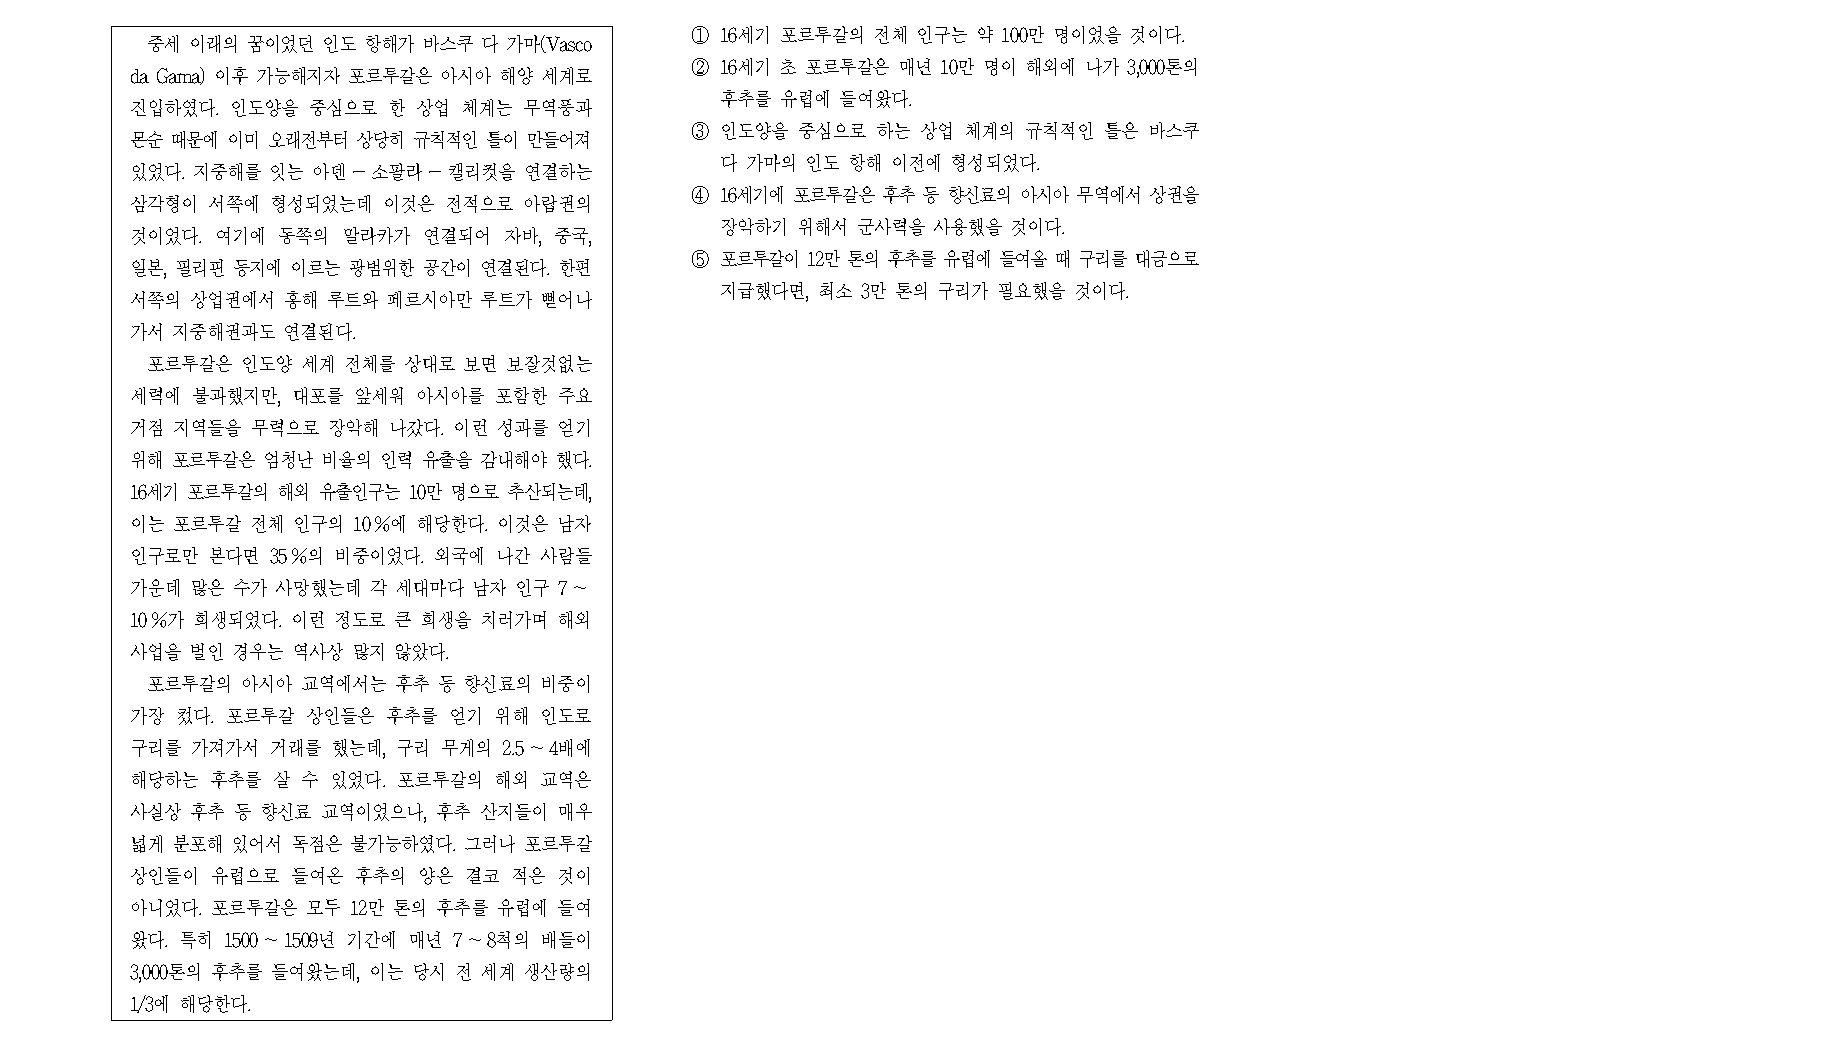 중세 이래의 꿈이었던 인도 항해가 바스쿠 다 가마(Vasco
da Gama) 이후 가능해지자 포르투갈은 아시아 해양 세계로
진입하였다. 인도양을 중심으로 한 상업 체계는 무역풍과
몬순 때문에 이미 오래전부터 상당히 규칙적인 틀이 만들어져
있었다. 지중해를 잇는 아덴 － 소팔라 － 캘리컷을 연결하는
삼각형이 서쪽에 형성되었는데 이것은 전적으로 아랍권의
것이었다. 여기에 동쪽의 말라카가 연결되어 자바, 중국,
일본, 필리핀 등지에 이르는 광범위한 공간이 연결된다. 한편
서쪽의 상업권에서 홍해 루트와 페르시아만 루트가 뻗어나
가서 지중해권과도 연결된다.
포르투갈은 인도양 세계 전체를 상대로 보면 보잘것없는
세력에 불과했지만, 대포를 앞세워 아시아를 포함한 주요
거점 지역들을 무력으로 장악해 나갔다. 이런 성과를 얻기
위해 포르투갈은 엄청난 비율의 인력 유출을 감내해야 했다.
16세기 포르투갈의 해외 유출인구는 10만 명으로 추산되는데,
이는 포르투갈 전체 인구의 10%에 해당한다. 이것은 남자
인구로만 본다면 35%의 비중이었다. 외국에 나간 사람들
가운데 많은 수가 사망했는데 각 세대마다 남자 인구 7 ~
10%가 희생되었다. 이런 정도로 큰 희생을 치러가며 해외
사업을 벌인 경우는 역사상 많지 않았다.
포르투갈의 아시아 교역에서는 후추 등 향신료의 비중이
가장 컸다. 포르투갈 상인들은 후추를 얻기 위해 인도로
구리를 가져가서 거래를 했는데, 구리 무게의 2.5 ~ 4배에
해당하는 후추를 살 수 있었다. 포르투갈의 해외 교역은
사실상 후추 등 향신료 교역이었으나, 후추 산지들이 매우
넓게 분포해 있어서 독점은 불가능하였다. 그러나 포르투갈
상인들이 유럽으로 들여온 후추의 양은 결코 적은 것이
아니었다. 포르투갈은 모두 12만 톤의 후추를 유럽에 들여
왔다. 특히 1500 ~ 1509년 기간에 매년 7 ~ 8척의 배들이
3,000톤의 후추를 들여왔는데, 이는 당시 전 세계 생산량의
1/3에 해당한다.
① 16세기 포르투갈의 전체 인구는 약 100만 명이었을 것이다.
② 16세기 초 포르투갈은 매년 10만 명이 해외에 나가 3,000톤의
후추를 유럽에 들여왔다.
③ 인도양을 중심으로 하는 상업 체계의 규칙적인 틀은 바스쿠
다 가마의 인도 항해 이전에 형성되었다.
④ 16세기에 포르투갈은 후추 등 향신료의 아시아 무역에서 상권을
장악하기 위해서 군사력을 사용했을 것이다.
⑤ 포르투갈이 12만 톤의 후추를 유럽에 들여올 때 구리를 대금으로
지급했다면, 최소 3만 톤의 구리가 필요했을 것이다.